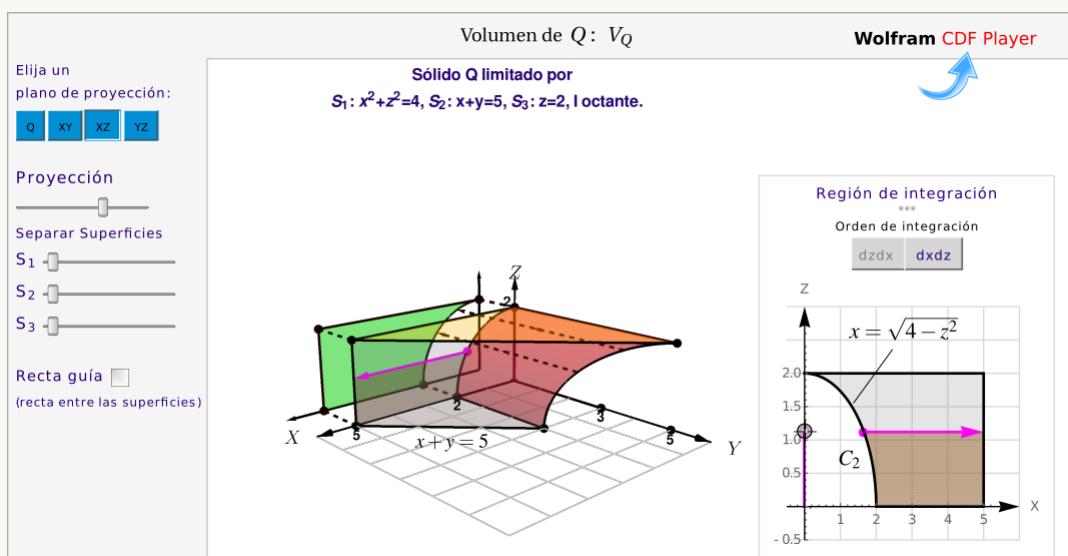 Volumen de Q: V_Q
Wolfram CDF Player
Elija un
plano de proyección:
Q XY XZ YZ
Proyección
Separar Superficies
S₁
S₂
S₃
Recta guía
(recta entre las superficies)
Sólido Q limitado por
S₁: x²+z²=4, S₂: x+y=5, S₃: z=2, I octante.
Z
2
2
3
5
5
X
Y
x+y=5
Región de integración
***
Orden de integración
dzdx dxdz
Z
x=√(4−z²)
2.0
1.5
1.0
C₂
0.5
X
1 2 3 4 5
-0.5